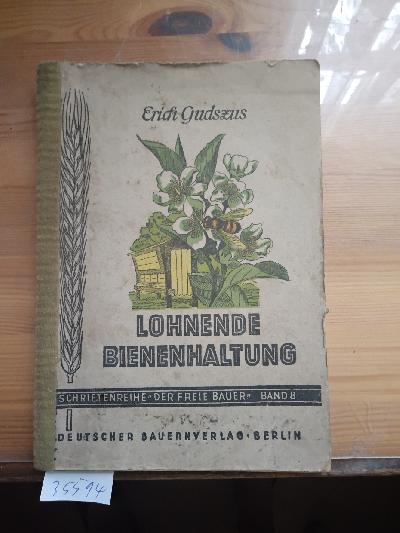 Erich Gudszus
LOHNENDE
BIENENHALTUNG
SCHRIFTENREIHE „DER FREIE BAUER“ BAND 8
DEUTSCHER BAUERNVERLAG · BERLIN
35594